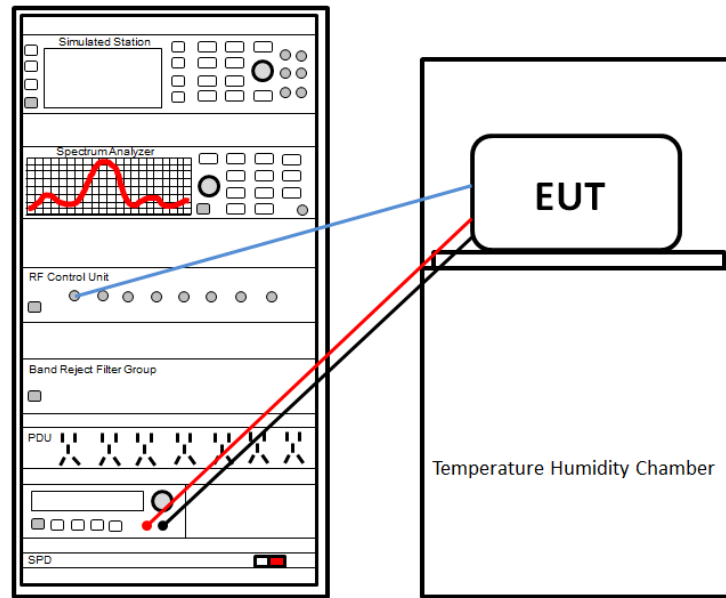 Simulated Station
Spectrum Analyzer
RF Control Unit
Band Reject Filter Group
PDU
SPD
EUT
Temperature Humidity Chamber